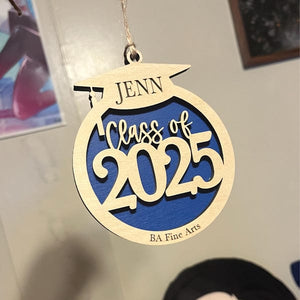 JENN
Class of
2025
BA Fine Arts